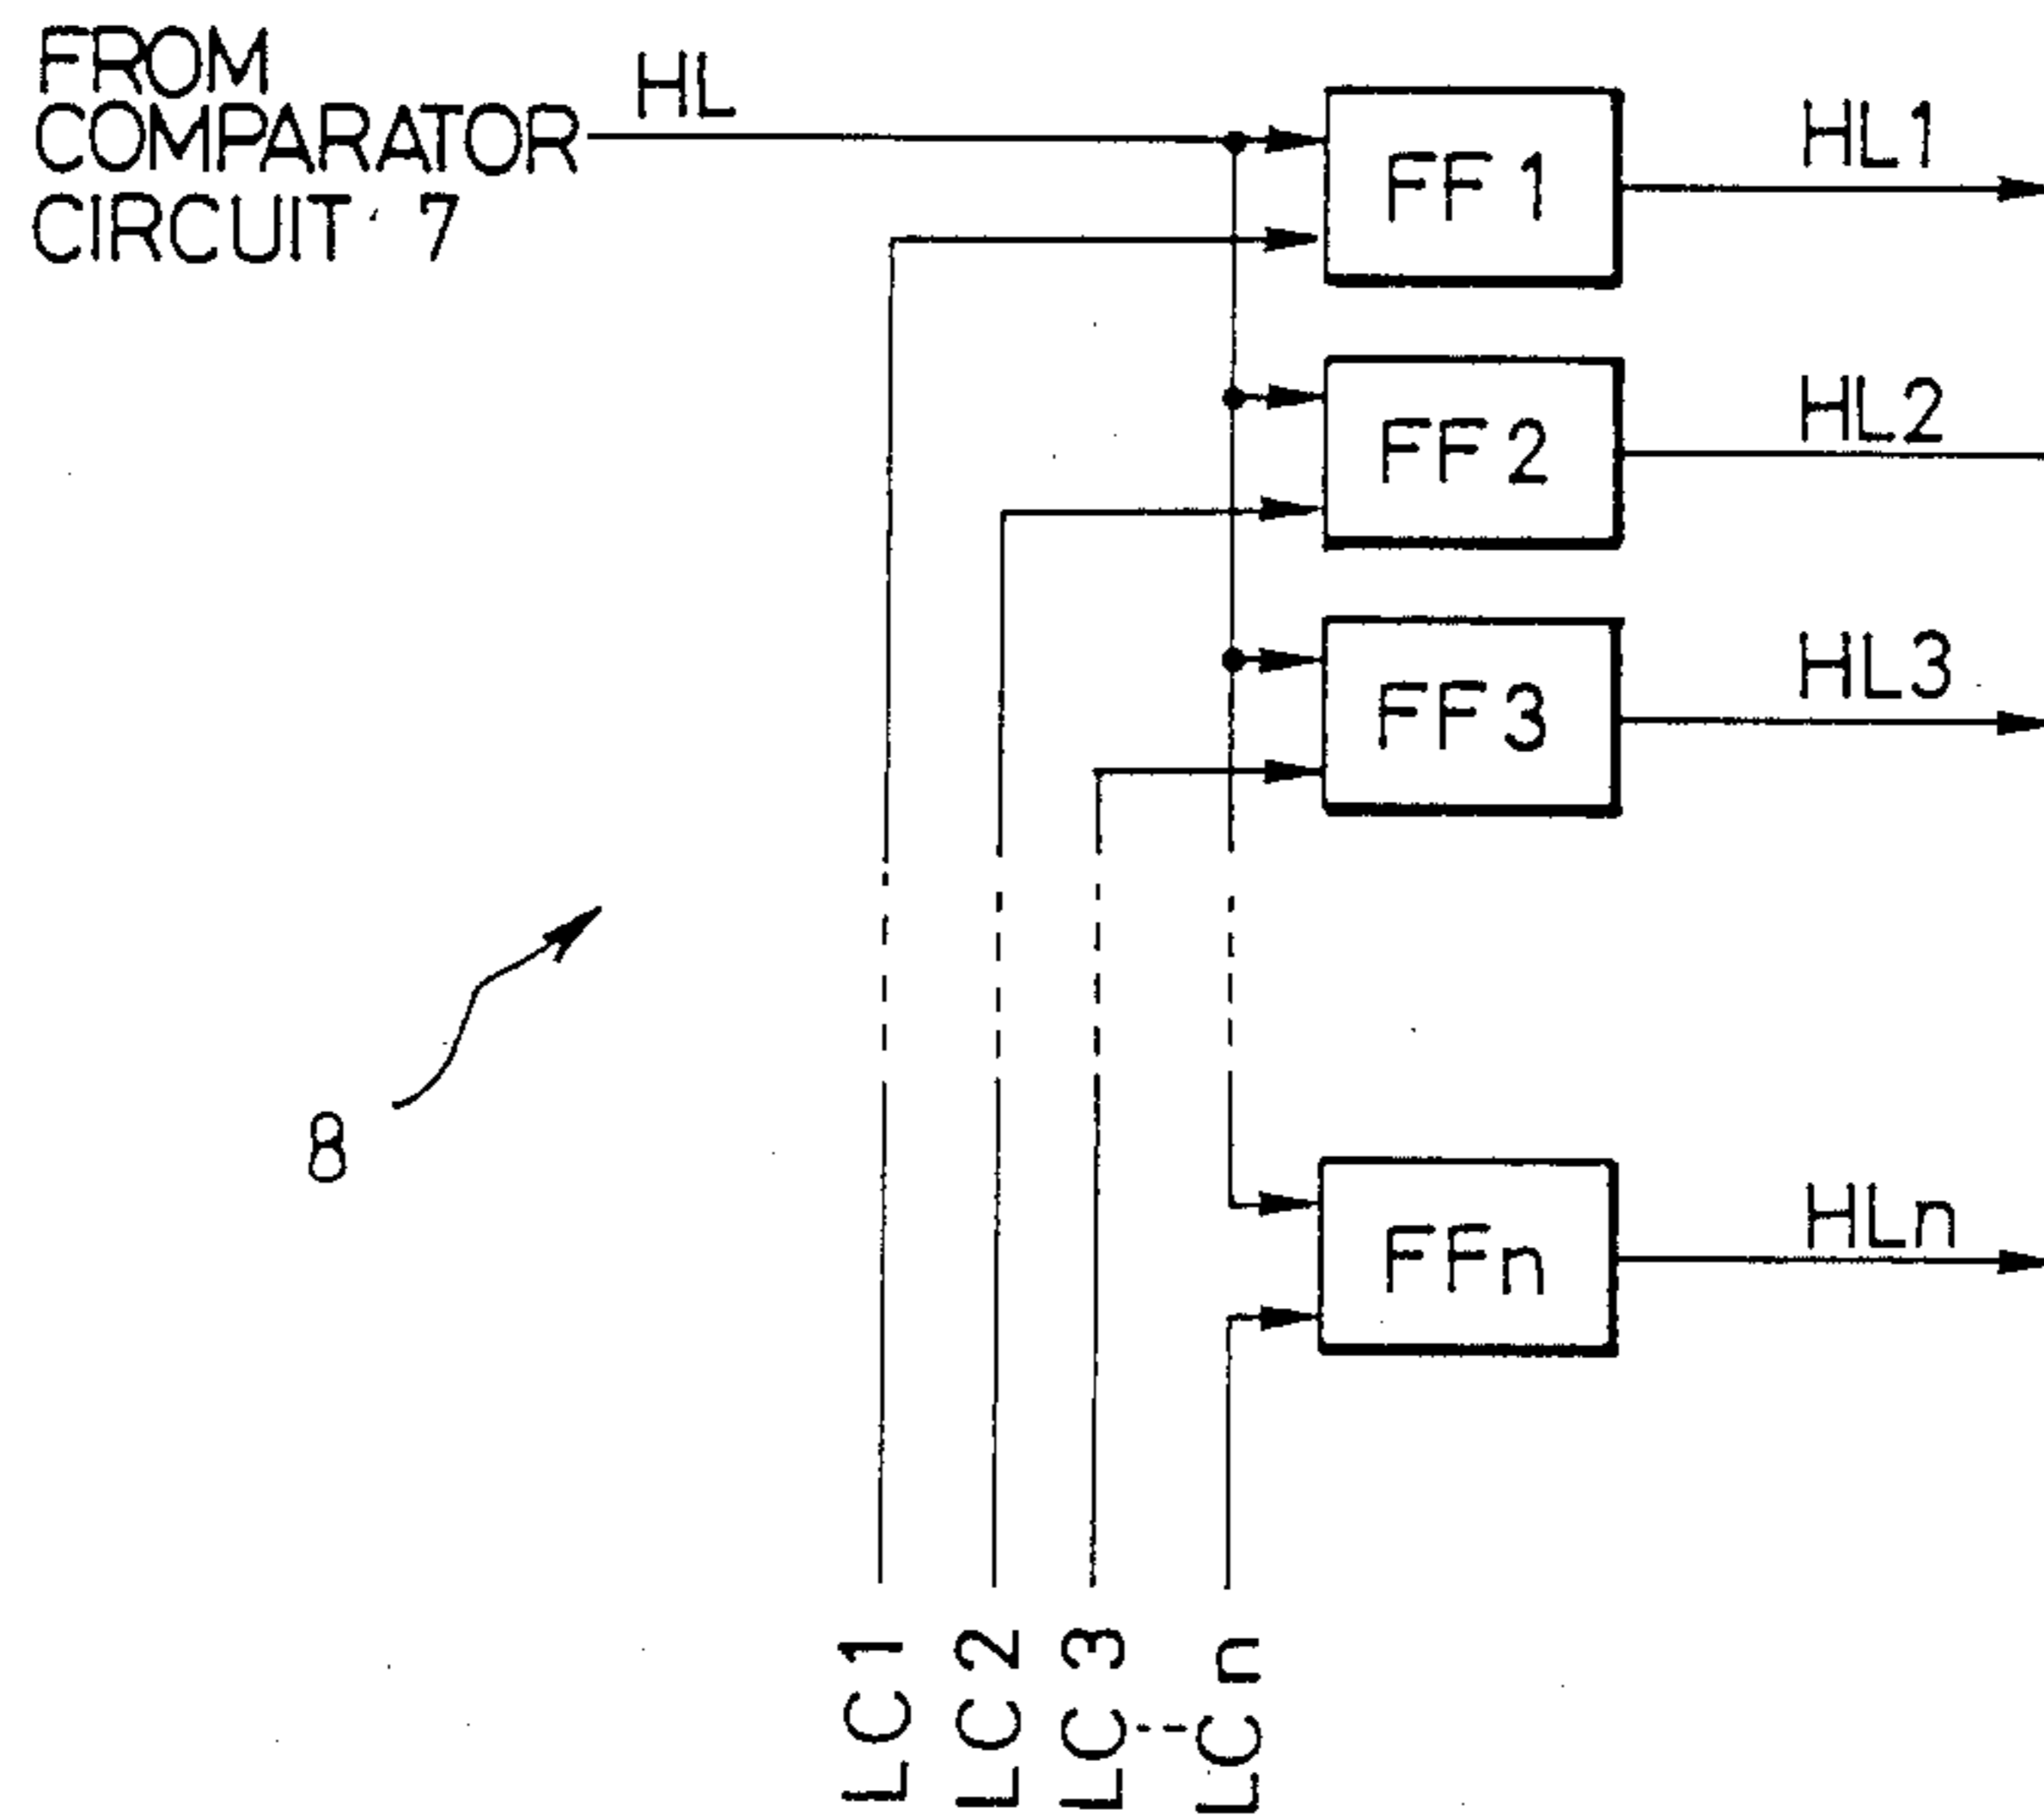 FROM
COMPARATOR
CIRCUIT 7
HL
FF1
HL1
FF2
HL2
FF3
HL3
8
FFn
HLn
LC1
LC2
LC3
LCn